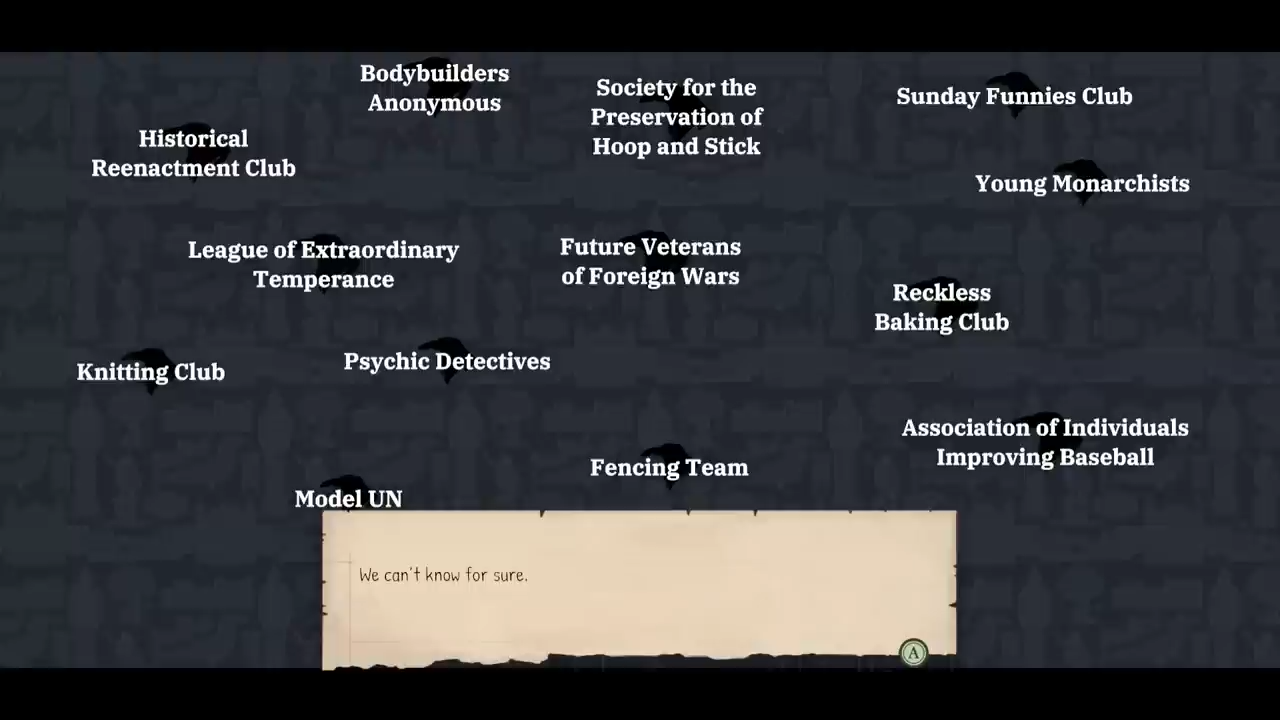 Bodybuilders
Anonymous
Society for the
Preservation of
Hoop and Stick
Sunday Funnies Club
Historical
Reenactment Club
Young Monarchists
League of Extraordinary
Temperance
Future Veterans
of Foreign Wars
Reckless
Baking Club
Knitting Club
Psychic Detectives
Association of Individuals
Improving Baseball
Fencing Team
Model UN
We can't know for sure.
A